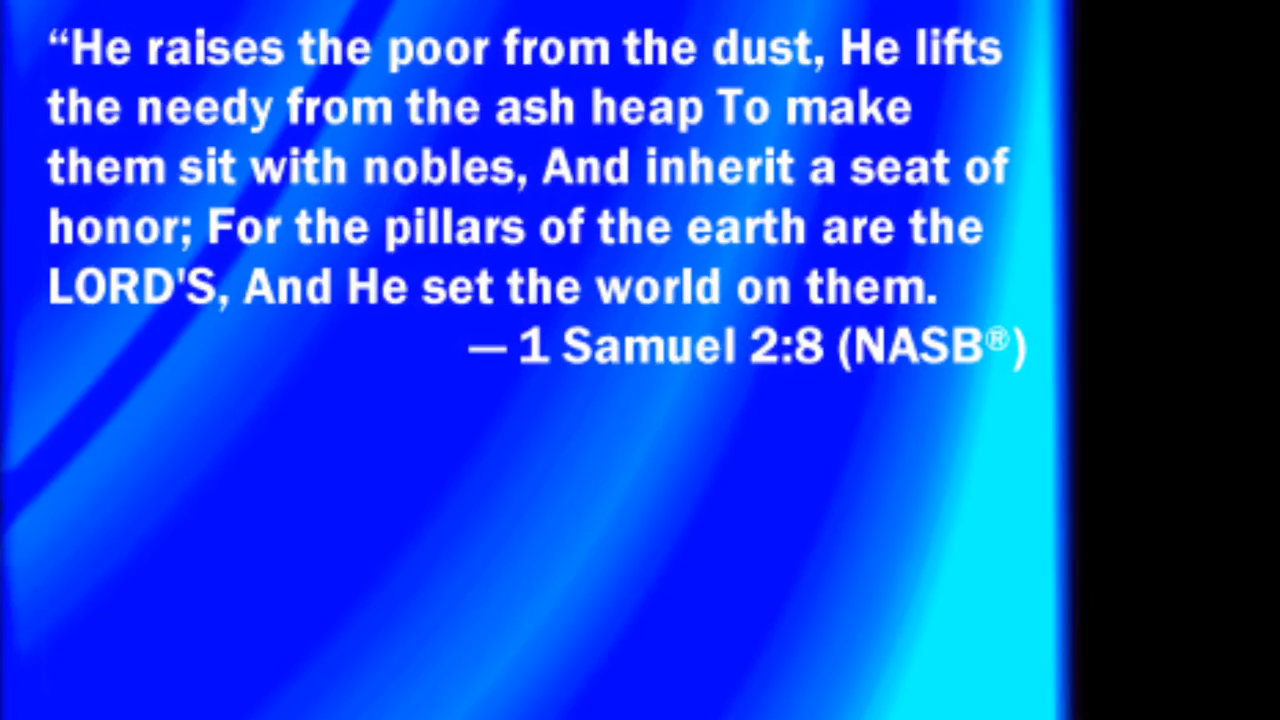 “He raises the poor from the dust, He lifts
the needy from the ash heap To make
them sit with nobles, And inherit a seat of
honor; For the pillars of the earth are the
LORD'S, And He set the world on them.
— 1 Samuel 2:8 (NASB®)